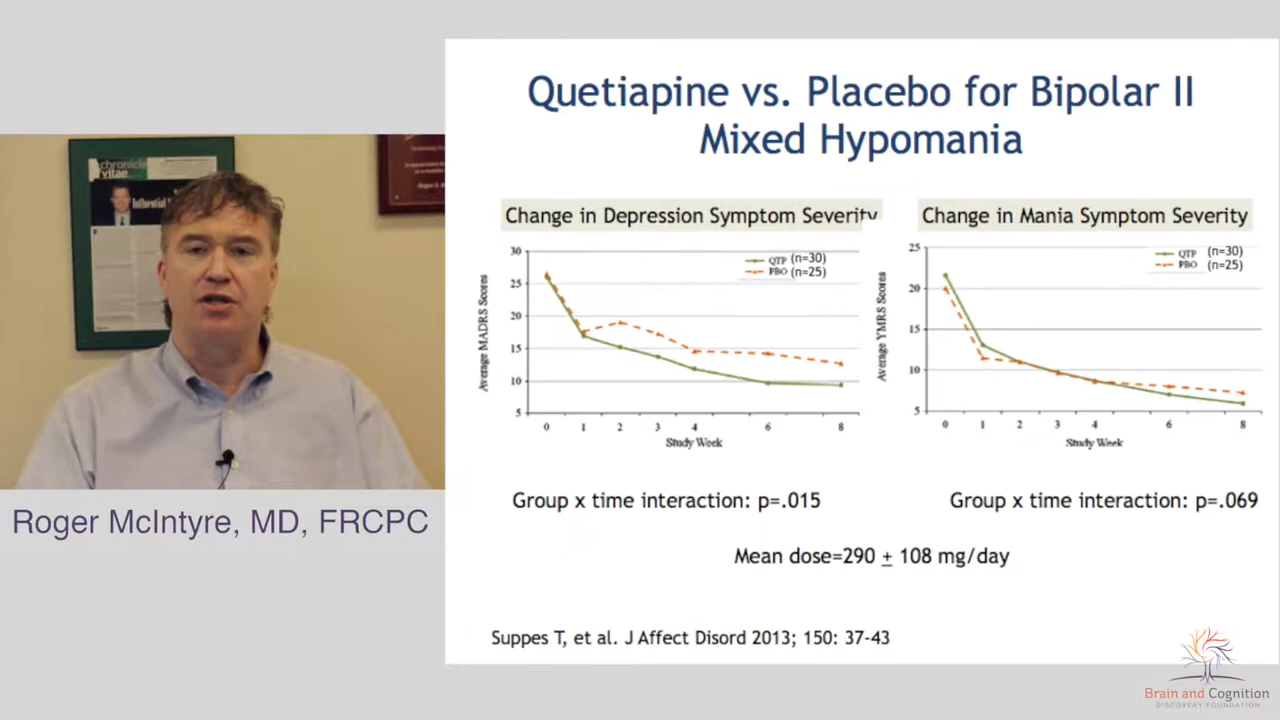 Quetiapine vs. Placebo for Bipolar II
Mixed Hypomania
Change in Depression Symptom Severity
Change in Mania Symptom Severity
30
25
20
15
10
5
Average MADRS Scores
QTP (n=30)
PBO (n=25)
0 1 2 3 4 6 8
Study Week
25
20
15
10
5
Average YMRS Scores
QTP (n=30)
PBO (n=25)
0 1 2 3 4 6 8
Study Week
Group x time interaction: p=.015
Group x time interaction: p=.069
Mean dose=290 ± 108 mg/day
Suppes T, et al. J Affect Disord 2013; 150: 37-43
chronicle
vitae
Influential
Roger McIntyre, MD, FRCPC
Brain and Cognition
DISCOVERY FOUNDATION